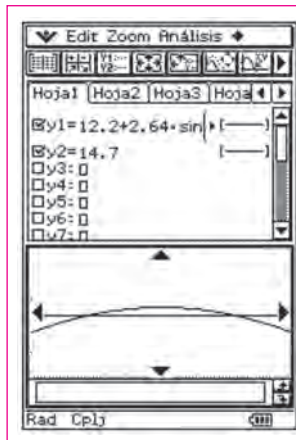 Edit Zoom Análisis
Hoja1 Hoja2 Hoja3 Hoja
y1=12.2+2.64·sin(
y2=14.7
y3:
y4:
y5:
y6:
y7:
Rad Cplj